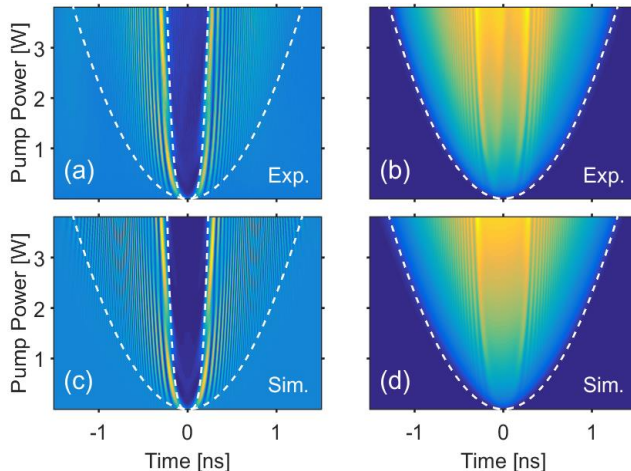 Pump Power [W]
3
2
1
(a)
Exp.
(b)
Exp.
Pump Power [W]
3
2
1
(c)
Sim.
(d)
Sim.
-1
0
1
-1
0
1
Time [ns]
Time [ns]